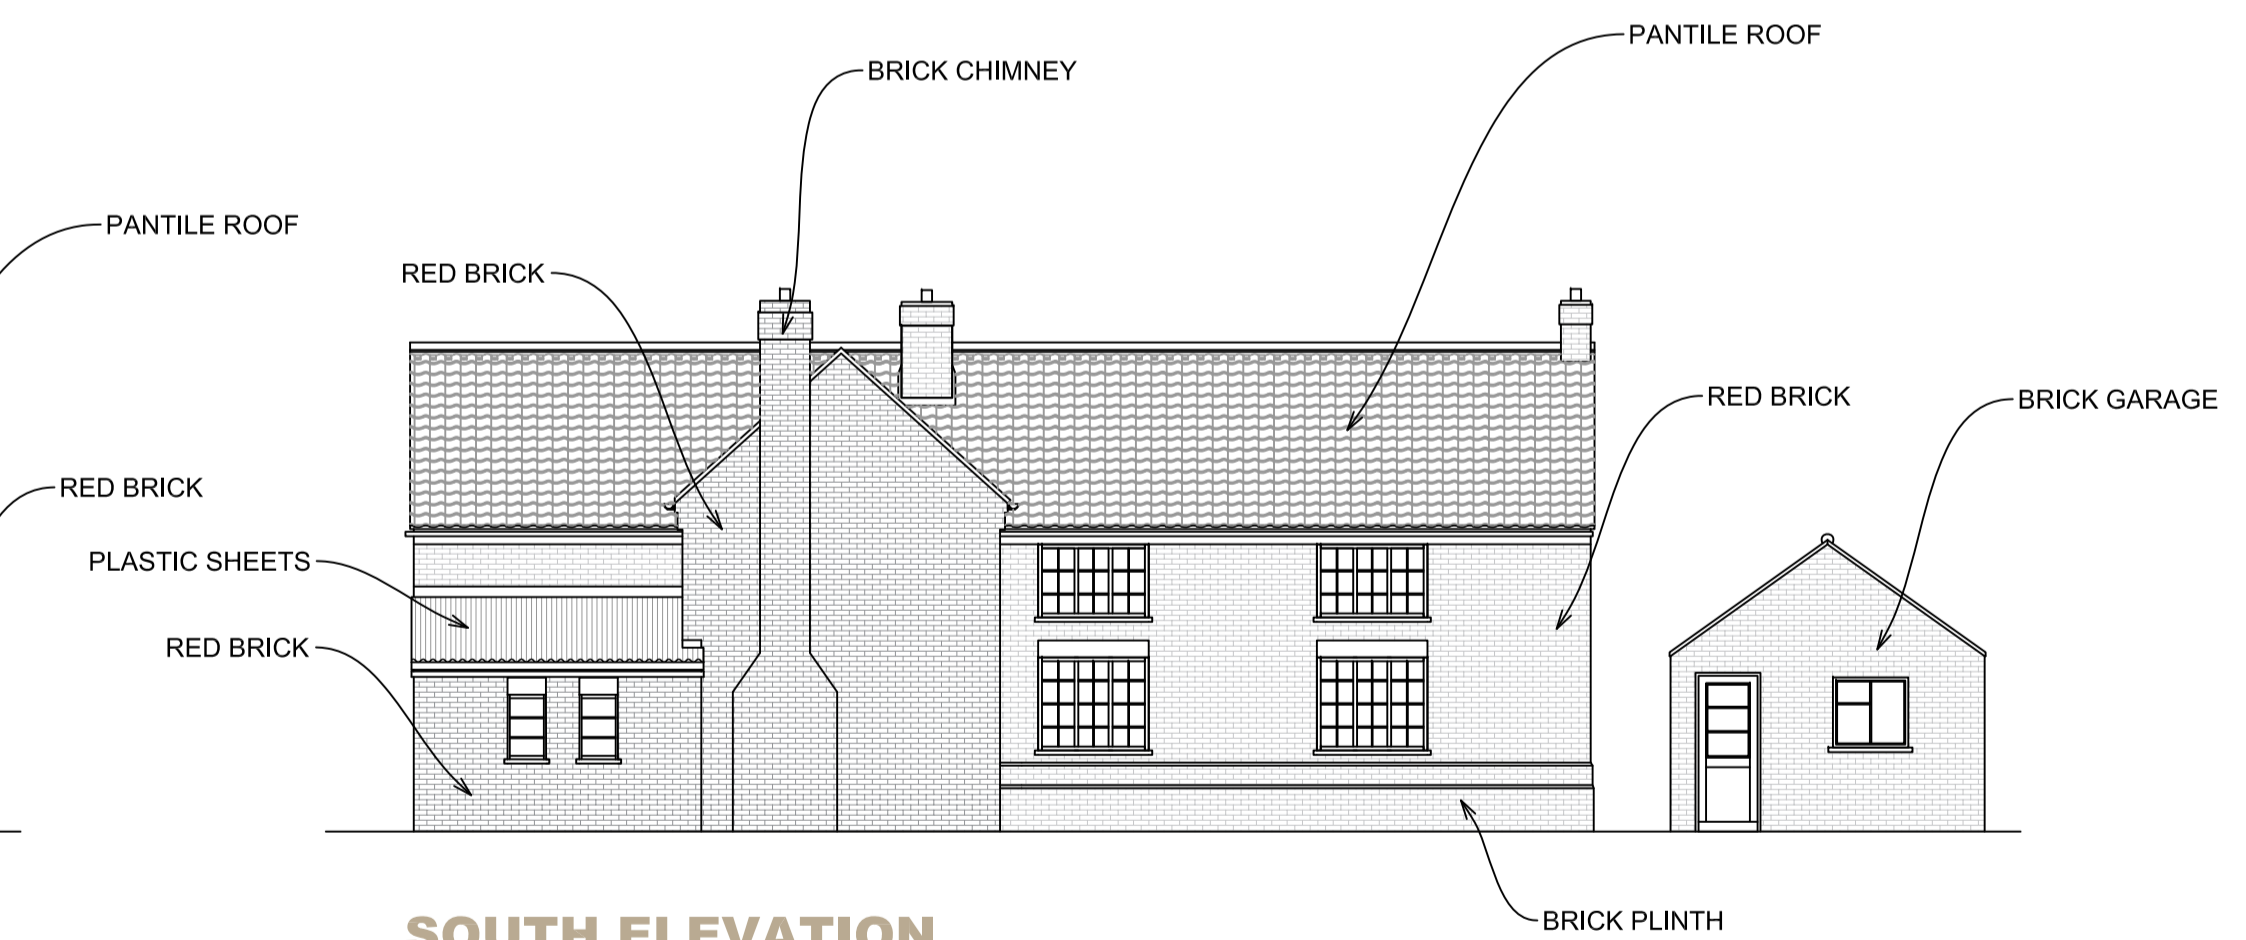 PANTILE ROOF
BRICK CHIMNEY
PANTILE ROOF
RED BRICK
RED BRICK
BRICK GARAGE
RED BRICK
PLASTIC SHEETS
RED BRICK
BRICK PLINTH
SOUTH ELEVATION